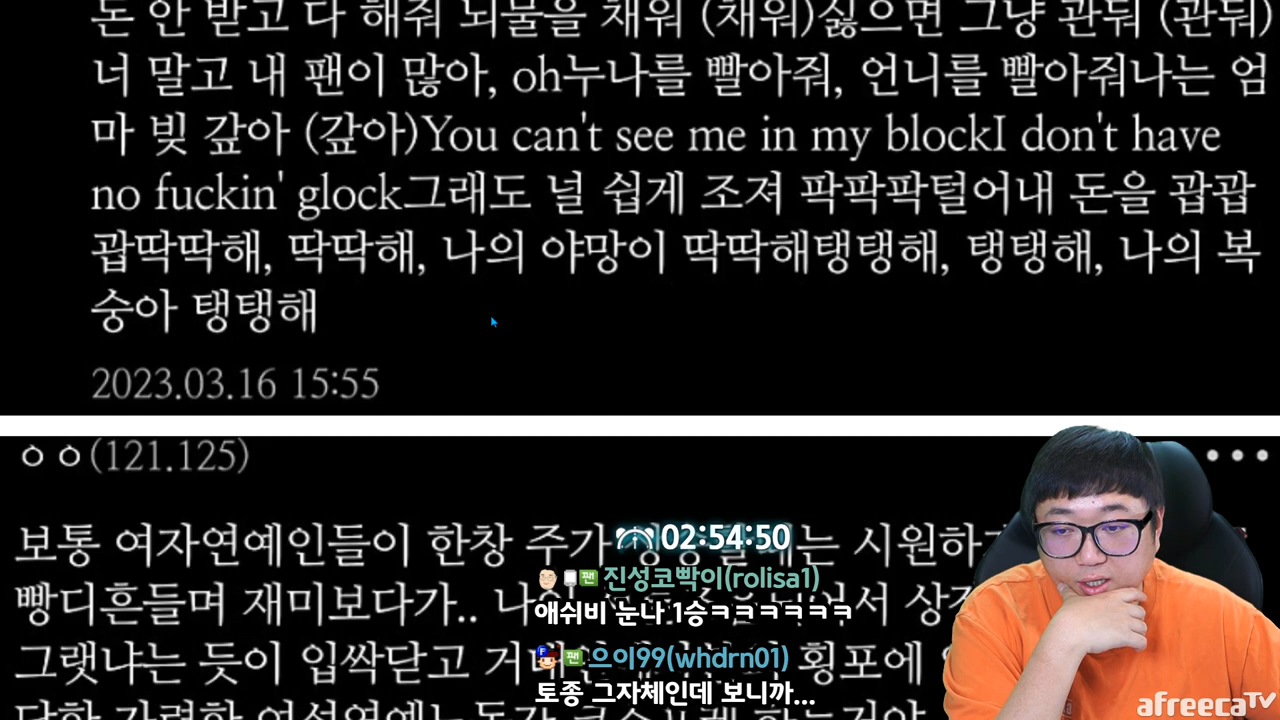 돈 안 받고 다 해줘 뇌물을 채워 (채워)싫으면 그냥 관둬 (관둬)
너 말고 내 팬이 많아, oh누나를 빨아줘, 언니를 빨아줘나는 엄
마 빚 갚아 (갚아)You can't see me in my blockI don't have
no fuckin' glock그래도 널 쉽게 조져 팍팍팍털어내 돈을 괍괍
괍딱딱해, 딱딱해, 나의 야망이 딱딱해탱탱해, 탱탱해, 나의 복
숭아 탱탱해
2023.03.16 15:55
ㅇㅇ(121.125)
보통 여자연예인들이 한창 주가 시원하
빵디흔들며 재미보다가..
그랬냐는 듯이 입싹닫고 횡포에
02:54:50
진성코빡이(rolisa1)
애쉬비 눈나 1승ㅋㅋㅋㅋㅋㅋ
으이99(whdrn01)
토종 그자체인데 보니까...
afreecaTV